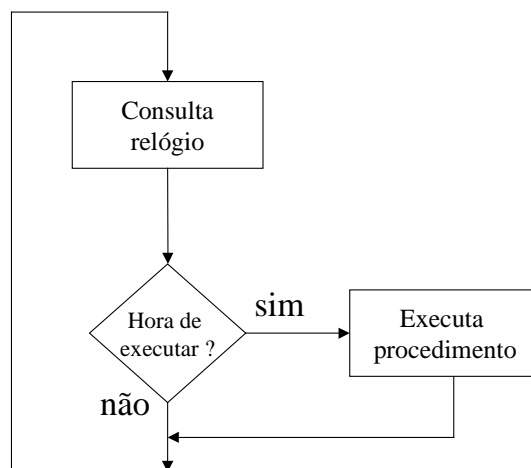 Consulta
relógio
Hora de
executar ?
sim
Executa
procedimento
não